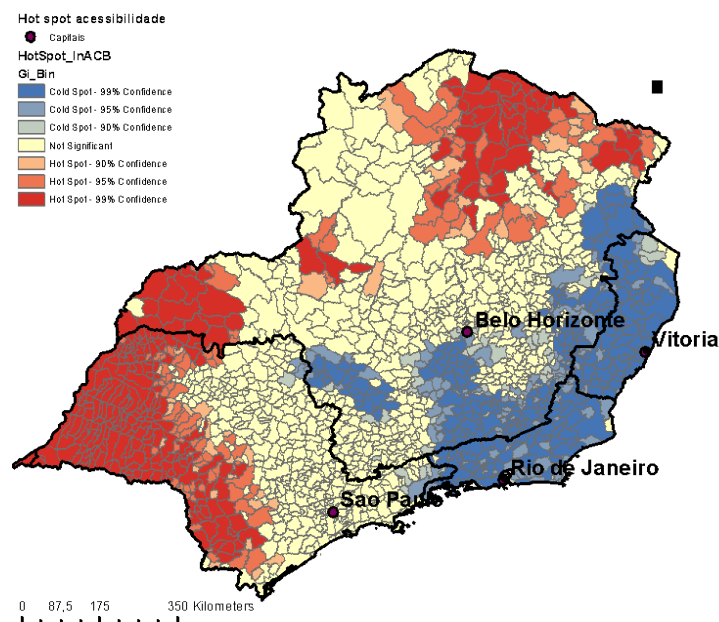 Hot spot acessibilidade
Capitais
HotSpot_InACB
Gi_Bin
Cold Spot - 99% Confidence
Cold Spot - 95% Confidence
Cold Spot - 90% Confidence
Not Significant
Hot Spot - 90% Confidence
Hot Spot - 95% Confidence
Hot Spot - 99% Confidence
Belo Horizonte
Vitoria
Rio de Janeiro
Sao Paulo
0 87,5 175 350 Kilometers